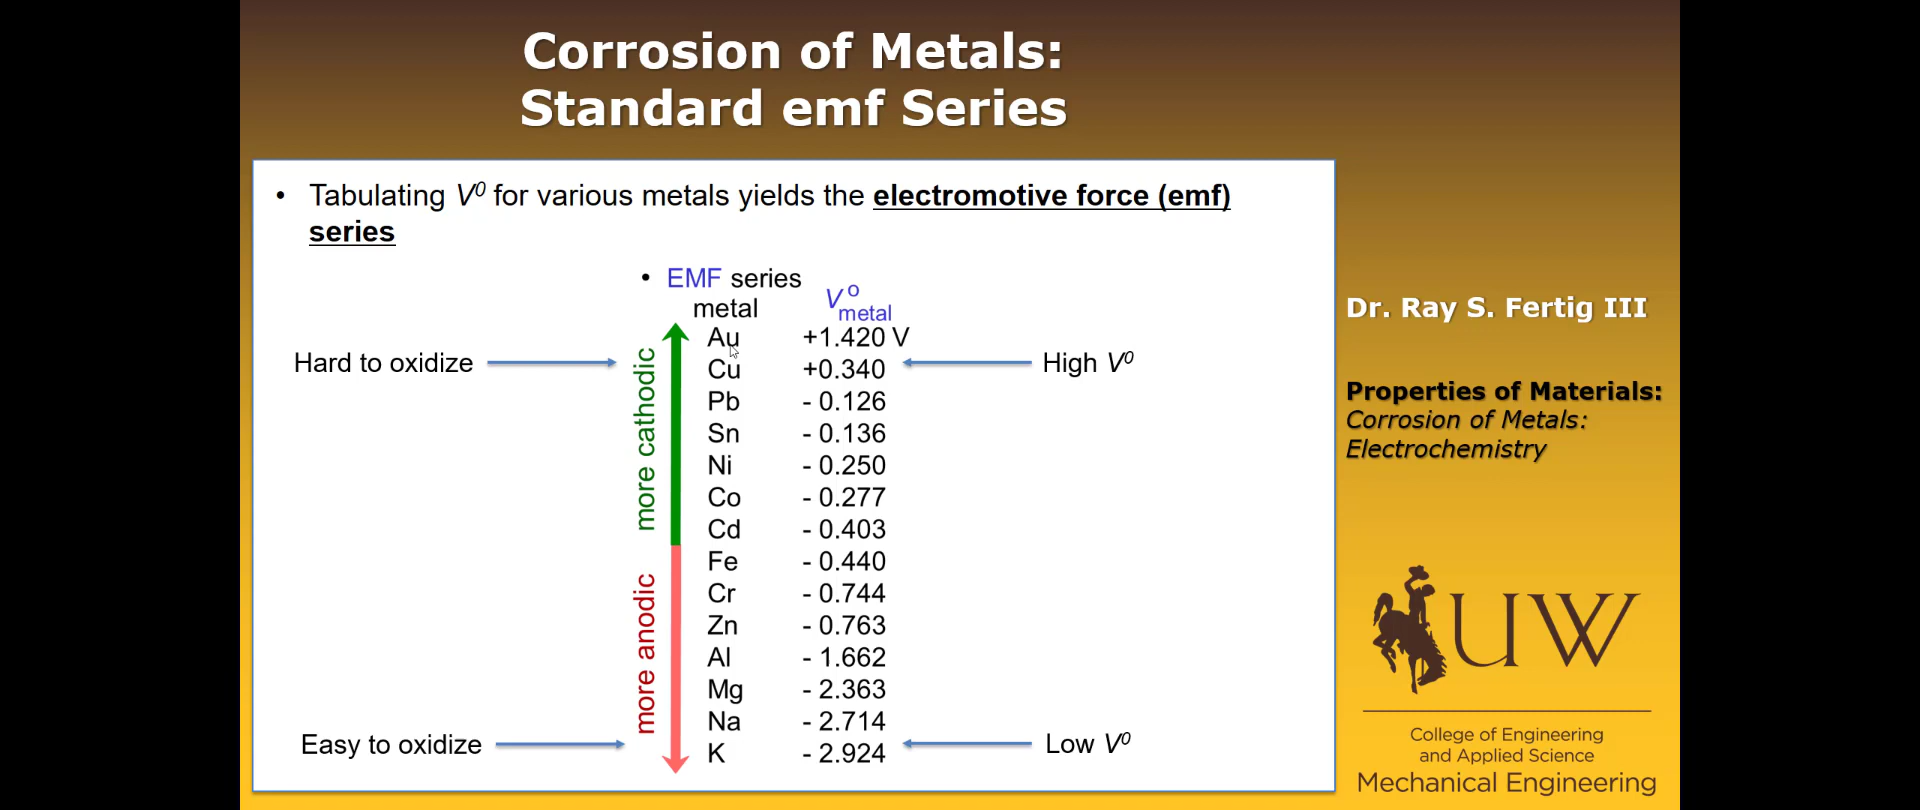 Corrosion of Metals:
Standard emf Series
• Tabulating V⁰ for various metals yields the electromotive force (emf)
series
• EMF series
metal V°metal
Au +1.420 V
Cu +0.340
Pb - 0.126
Sn - 0.136
Ni - 0.250
Co - 0.277
Cd - 0.403
Fe - 0.440
Cr - 0.744
Zn - 0.763
Al - 1.662
Mg - 2.363
Na - 2.714
K - 2.924
more cathodic
more anodic
Hard to oxidize
Easy to oxidize
High V⁰
Low V⁰
Dr. Ray S. Fertig III
Properties of Materials:
Corrosion of Metals:
Electrochemistry
UW
College of Engineering
and Applied Science
Mechanical Engineering